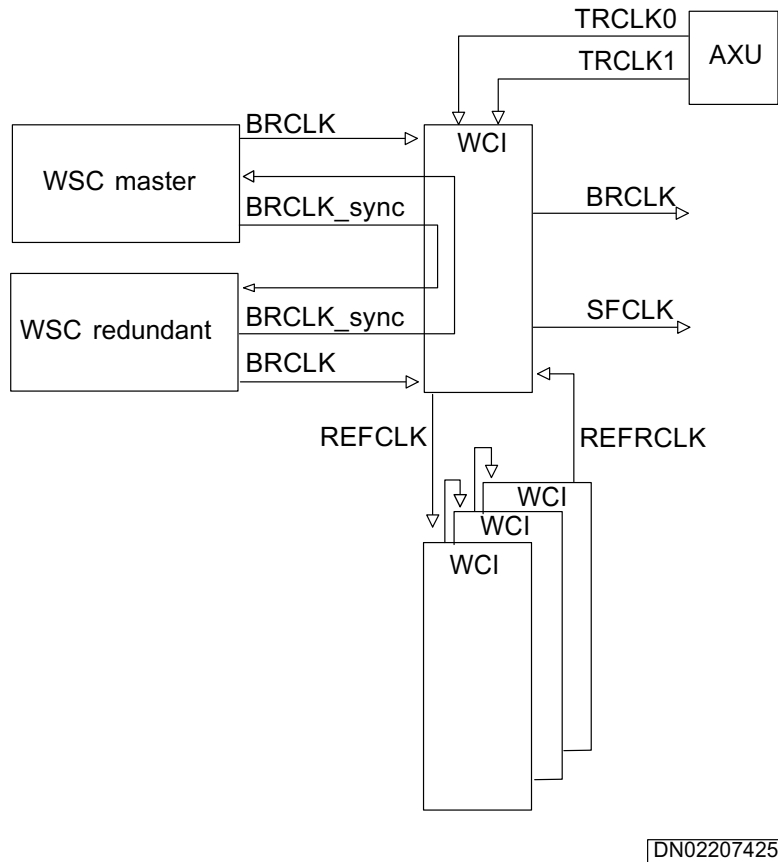 TRCLK0
TRCLK1
AXU
BRCLK
WCI
WSC master
BRCLK_sync
BRCLK
WSC redundant
BRCLK_sync
SFCLK
BRCLK
REFCLK
REFRCLK
WCI
WCI
WCI
DN02207425